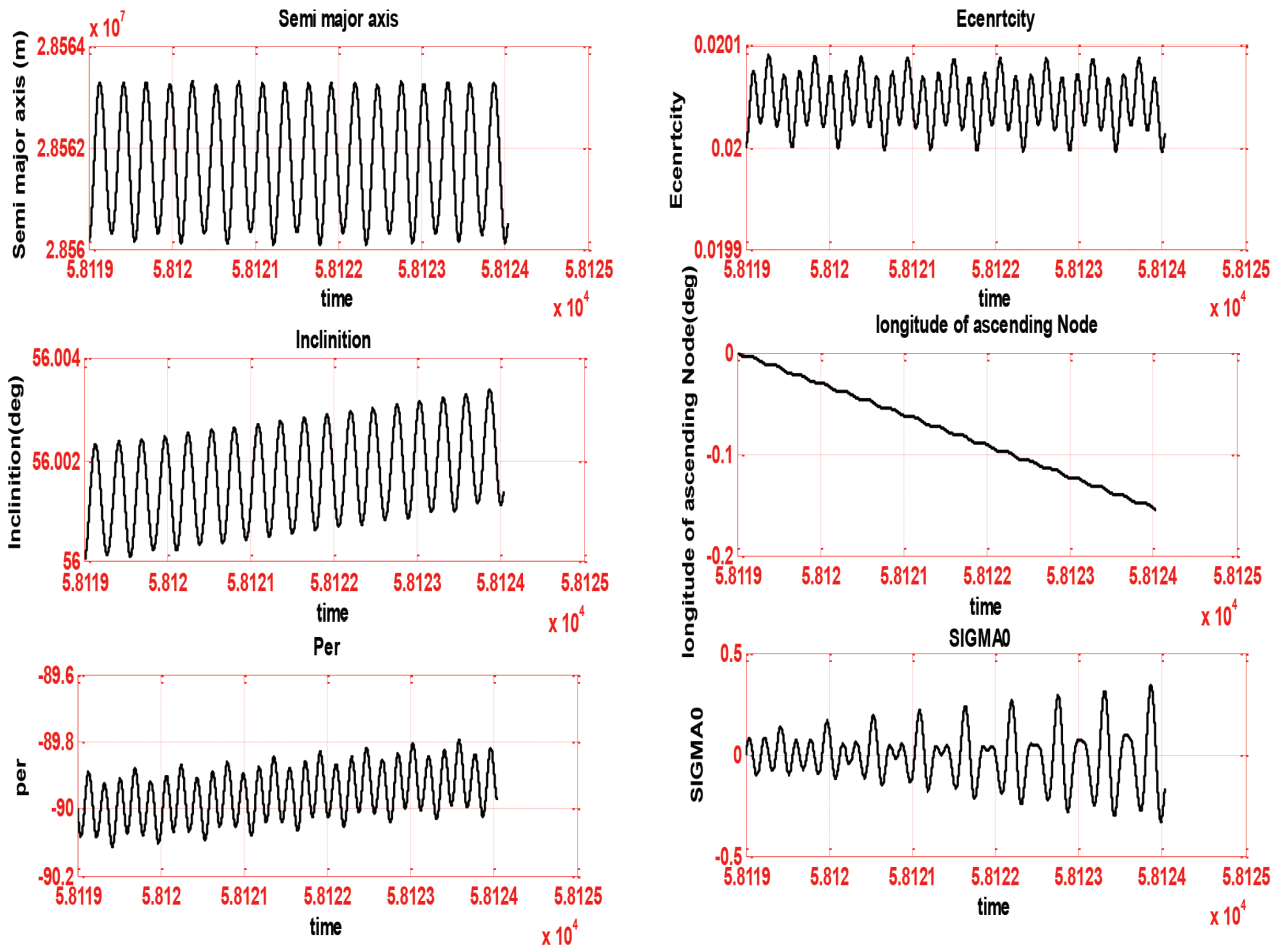 Semi major axis
x 10^7
Semi major axis (m)
2.8564
2.8562
2.856
5.8119 5.812 5.8121 5.8122 5.8123 5.8124 5.8125
time
x 10^4
Ecenrtcity
Ecenrtcity
0.0201
0.02
0.0199
5.8119 5.812 5.8121 5.8122 5.8123 5.8124 5.8125
time
x 10^4
Inclinition
Inclinition(deg)
56.004
56.002
56
5.8119 5.812 5.8121 5.8122 5.8123 5.8124 5.8125
time
x 10^4
longitude of ascending Node
longitude of ascending Node(deg)
0
-0.1
-0.2
5.8119 5.812 5.8121 5.8122 5.8123 5.8124 5.8125
time
x 10^4
Per
per
-89.6
-89.8
-90
-90.2
5.8119 5.812 5.8121 5.8122 5.8123 5.8124 5.8125
time
x 10^4
SIGMA0
SIGMA0
0.5
0
-0.5
5.8119 5.812 5.8121 5.8122 5.8123 5.8124 5.8125
time
x 10^4